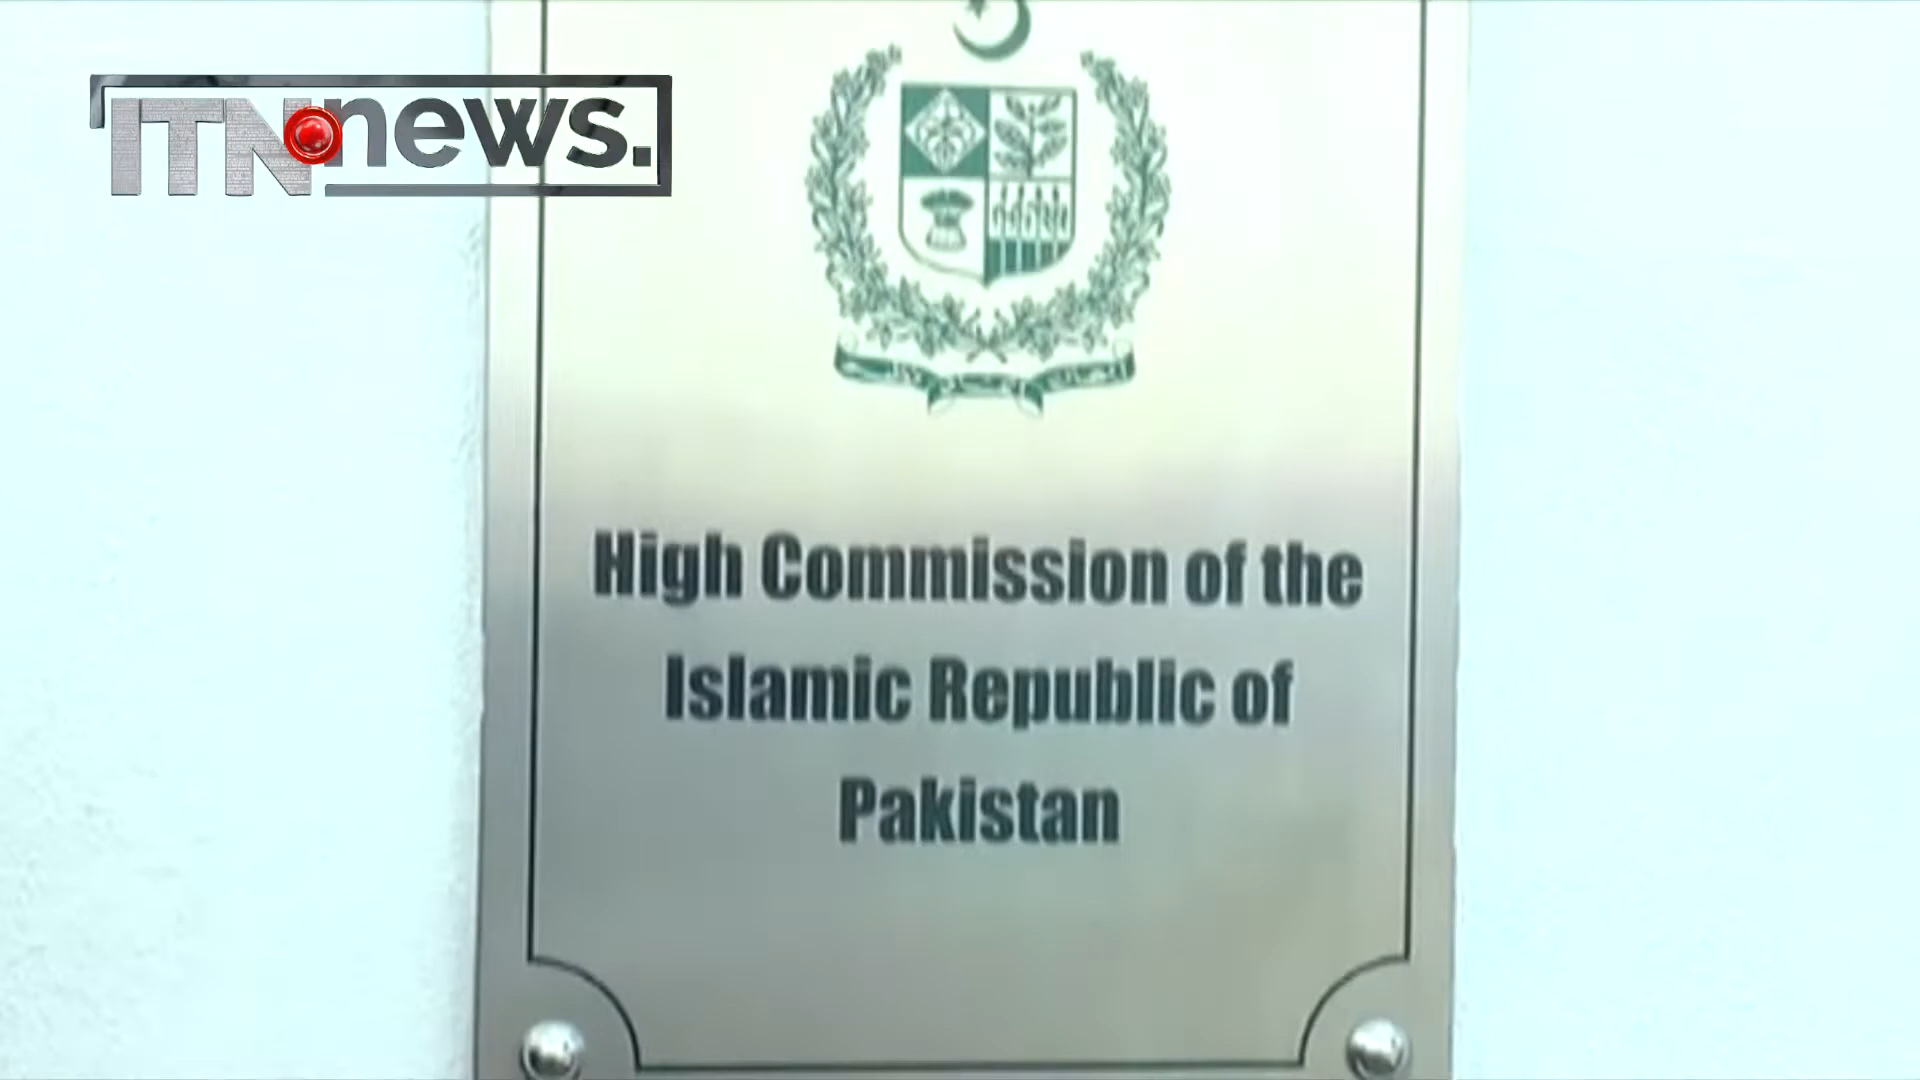 ITN news.
High Commission of the
Islamic Republic of
Pakistan